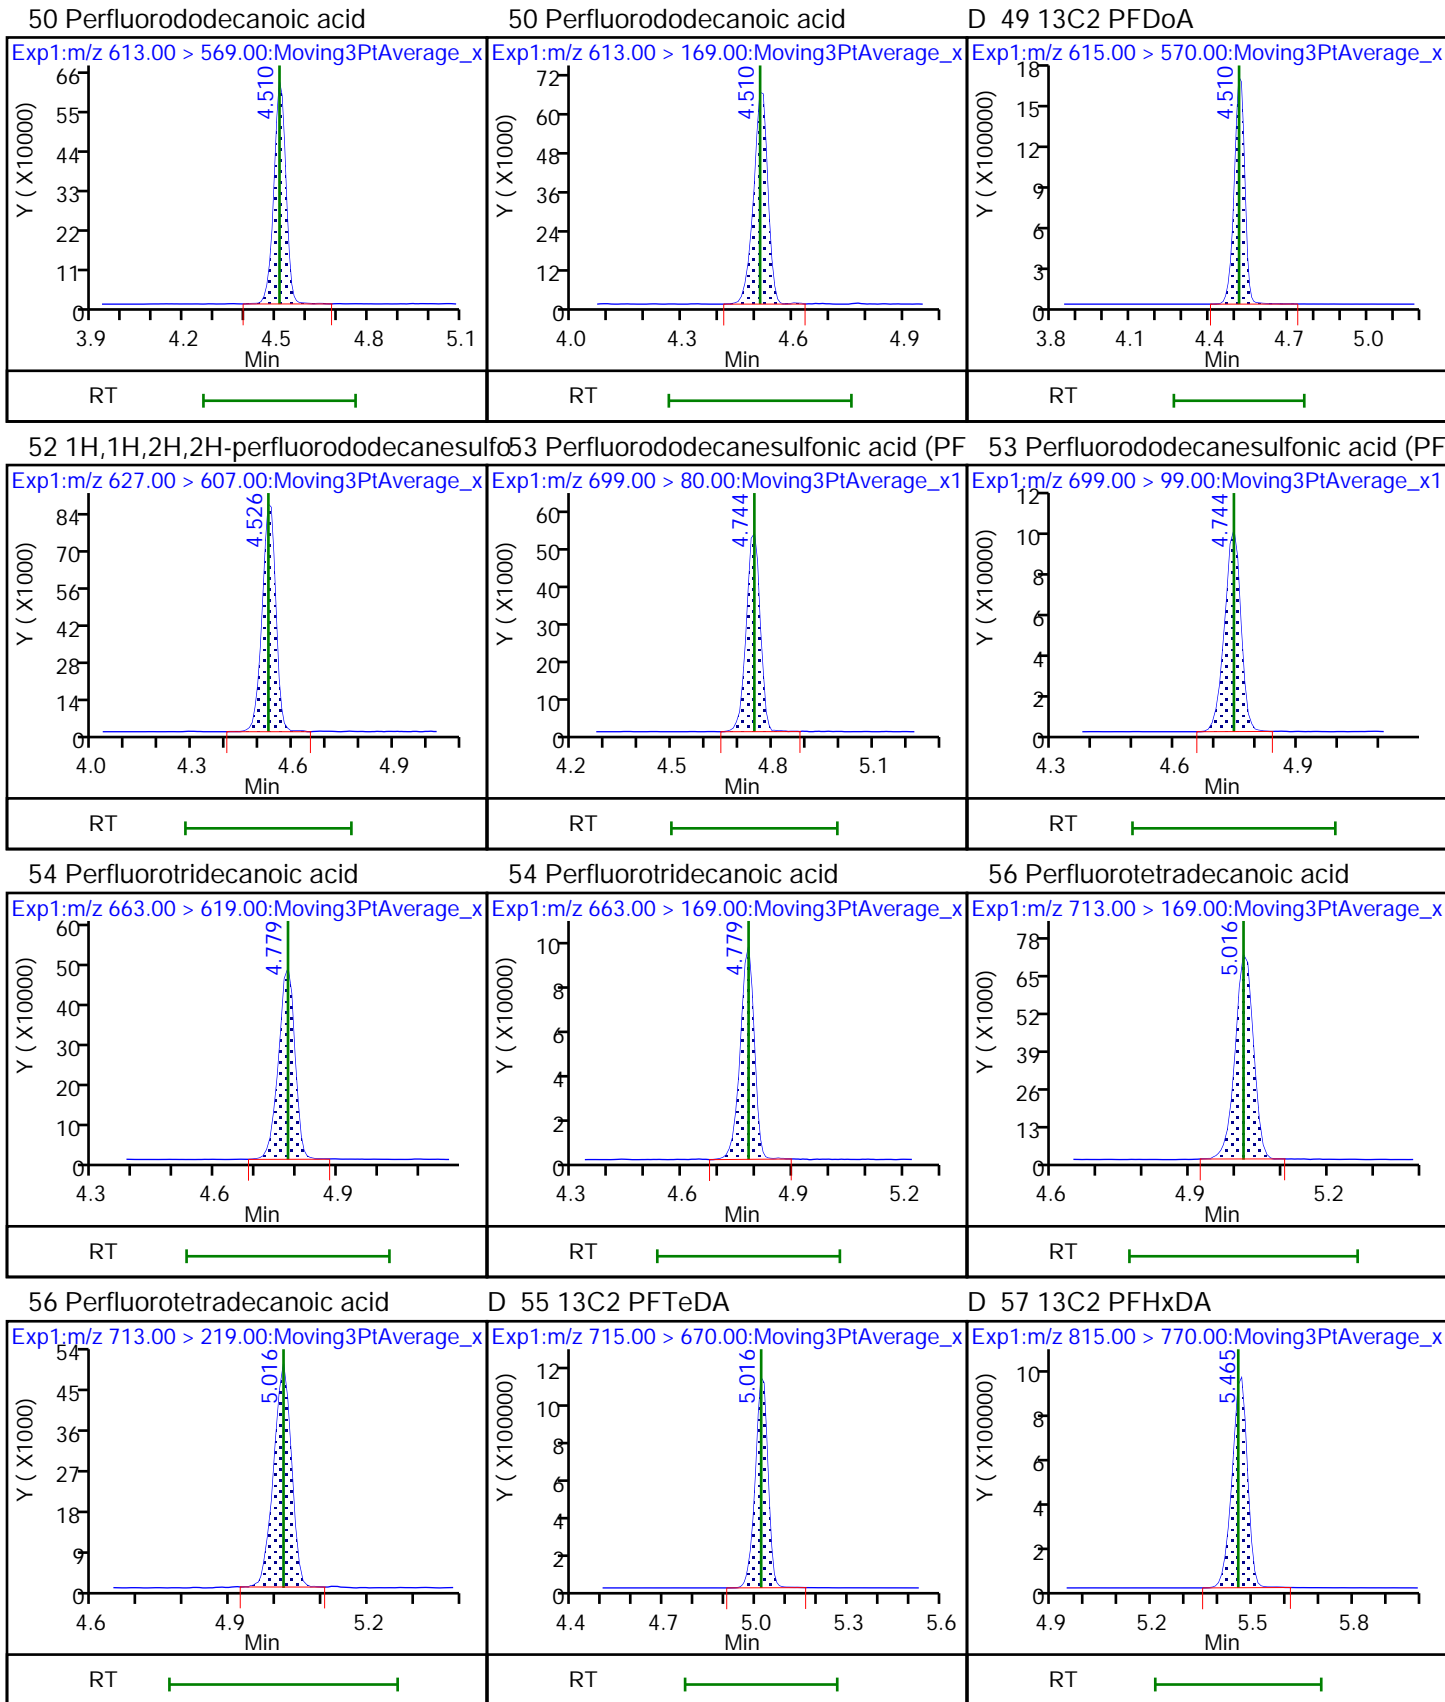 50 Perfluorododecanoic acid
Exp1:m/z 613.00 > 569.00:Moving3PtAverage_x
Y ( X10000)
66
55
44
33
22
11
0
4.510
3.9 4.2 4.5 4.8 5.1
Min
RT
50 Perfluorododecanoic acid
Exp1:m/z 613.00 > 169.00:Moving3PtAverage_x
Y ( X1000)
72
60
48
36
24
12
0
4.510
4.0 4.3 4.6 4.9
Min
RT
D 49 13C2 PFDoA
Exp1:m/z 615.00 > 570.00:Moving3PtAverage_x
Y ( X100000)
18
15
12
9
6
3
0
4.510
3.8 4.1 4.4 4.7 5.0
Min
RT
52 1H,1H,2H,2H-perfluorododecanesulfo
Exp1:m/z 627.00 > 607.00:Moving3PtAverage_x
Y ( X1000)
84
70
56
42
28
14
0
4.526
4.0 4.3 4.6 4.9
Min
RT
53 Perfluorododecanesulfonic acid (PF
Exp1:m/z 699.00 > 80.00:Moving3PtAverage_x1
Y ( X1000)
60
50
40
30
20
10
0
4.744
4.2 4.5 4.8 5.1
Min
RT
53 Perfluorododecanesulfonic acid (PF
Exp1:m/z 699.00 > 99.00:Moving3PtAverage_x1
Y ( X10000)
12
10
8
6
4
2
0
4.744
4.3 4.6 4.9
Min
RT
54 Perfluorotridecanoic acid
Exp1:m/z 663.00 > 619.00:Moving3PtAverage_x
Y ( X10000)
60
50
40
30
20
10
0
4.779
4.3 4.6 4.9
Min
RT
54 Perfluorotridecanoic acid
Exp1:m/z 663.00 > 169.00:Moving3PtAverage_x
Y ( X10000)
10
8
6
4
2
0
4.779
4.3 4.6 4.9 5.2
Min
RT
56 Perfluorotetradecanoic acid
Exp1:m/z 713.00 > 169.00:Moving3PtAverage_x
Y ( X1000)
78
65
52
39
26
13
0
5.016
4.6 4.9 5.2
Min
RT
56 Perfluorotetradecanoic acid
Exp1:m/z 713.00 > 219.00:Moving3PtAverage_x
Y ( X1000)
54
45
36
27
18
9
0
5.016
4.6 4.9 5.2
Min
RT
D 55 13C2 PFTeDA
Exp1:m/z 715.00 > 670.00:Moving3PtAverage_x
Y ( X100000)
12
10
8
6
4
2
0
5.016
4.4 4.7 5.0 5.3 5.6
Min
RT
D 57 13C2 PFHxDA
Exp1:m/z 815.00 > 770.00:Moving3PtAverage_x
Y ( X100000)
10
8
6
4
2
0
5.465
4.9 5.2 5.5 5.8
Min
RT